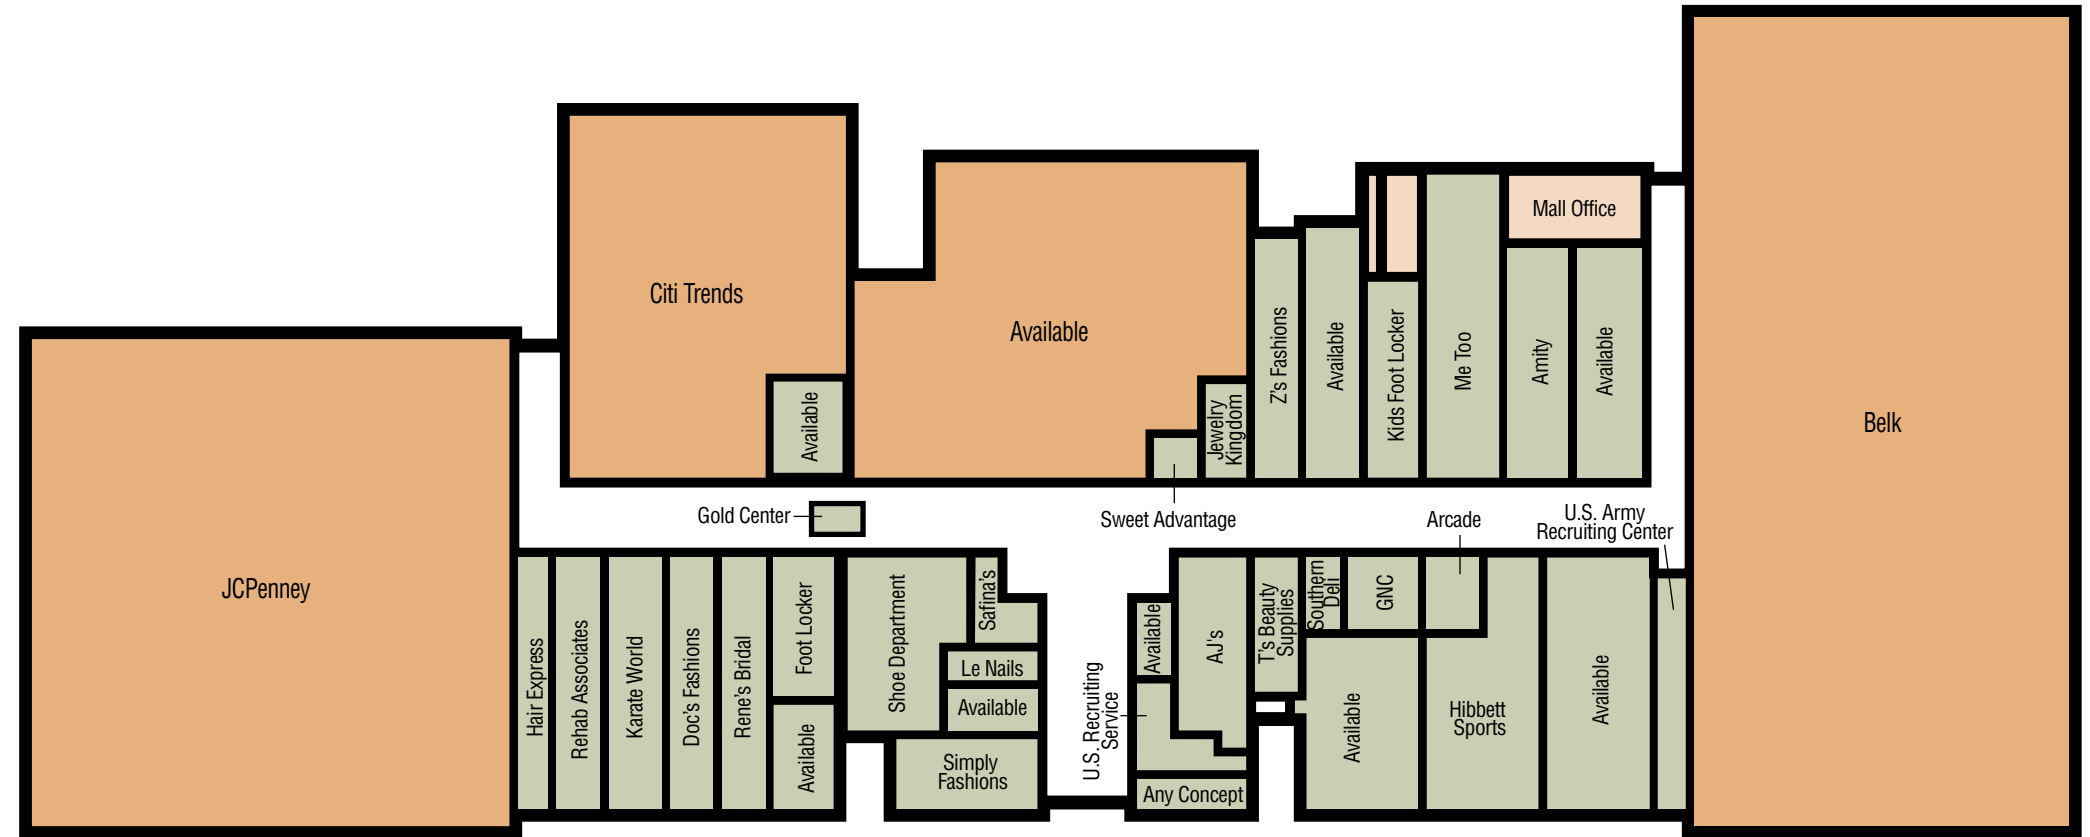 Mall Office
Citi Trends
Available
Z's Fashions
Available
Kids Foot Locker
Me Too
Amity
Available
Belk
Available
Jewelry
Kingdom
Gold Center
Sweet Advantage
Arcade
U.S. Army
Recruiting Center
JCPenney
Hair Express
Rehab Associates
Karate World
Doc's Fashions
Rene's Bridal
Foot Locker
Available
Shoe Department
Safina's
Le Nails
Available
Simply
Fashions
U.S. Recruiting
Service
Available
AJ's
Any Concept
T's Beauty
Supplies
Southern
Deli
GNC
Available
Hibbett
Sports
Available